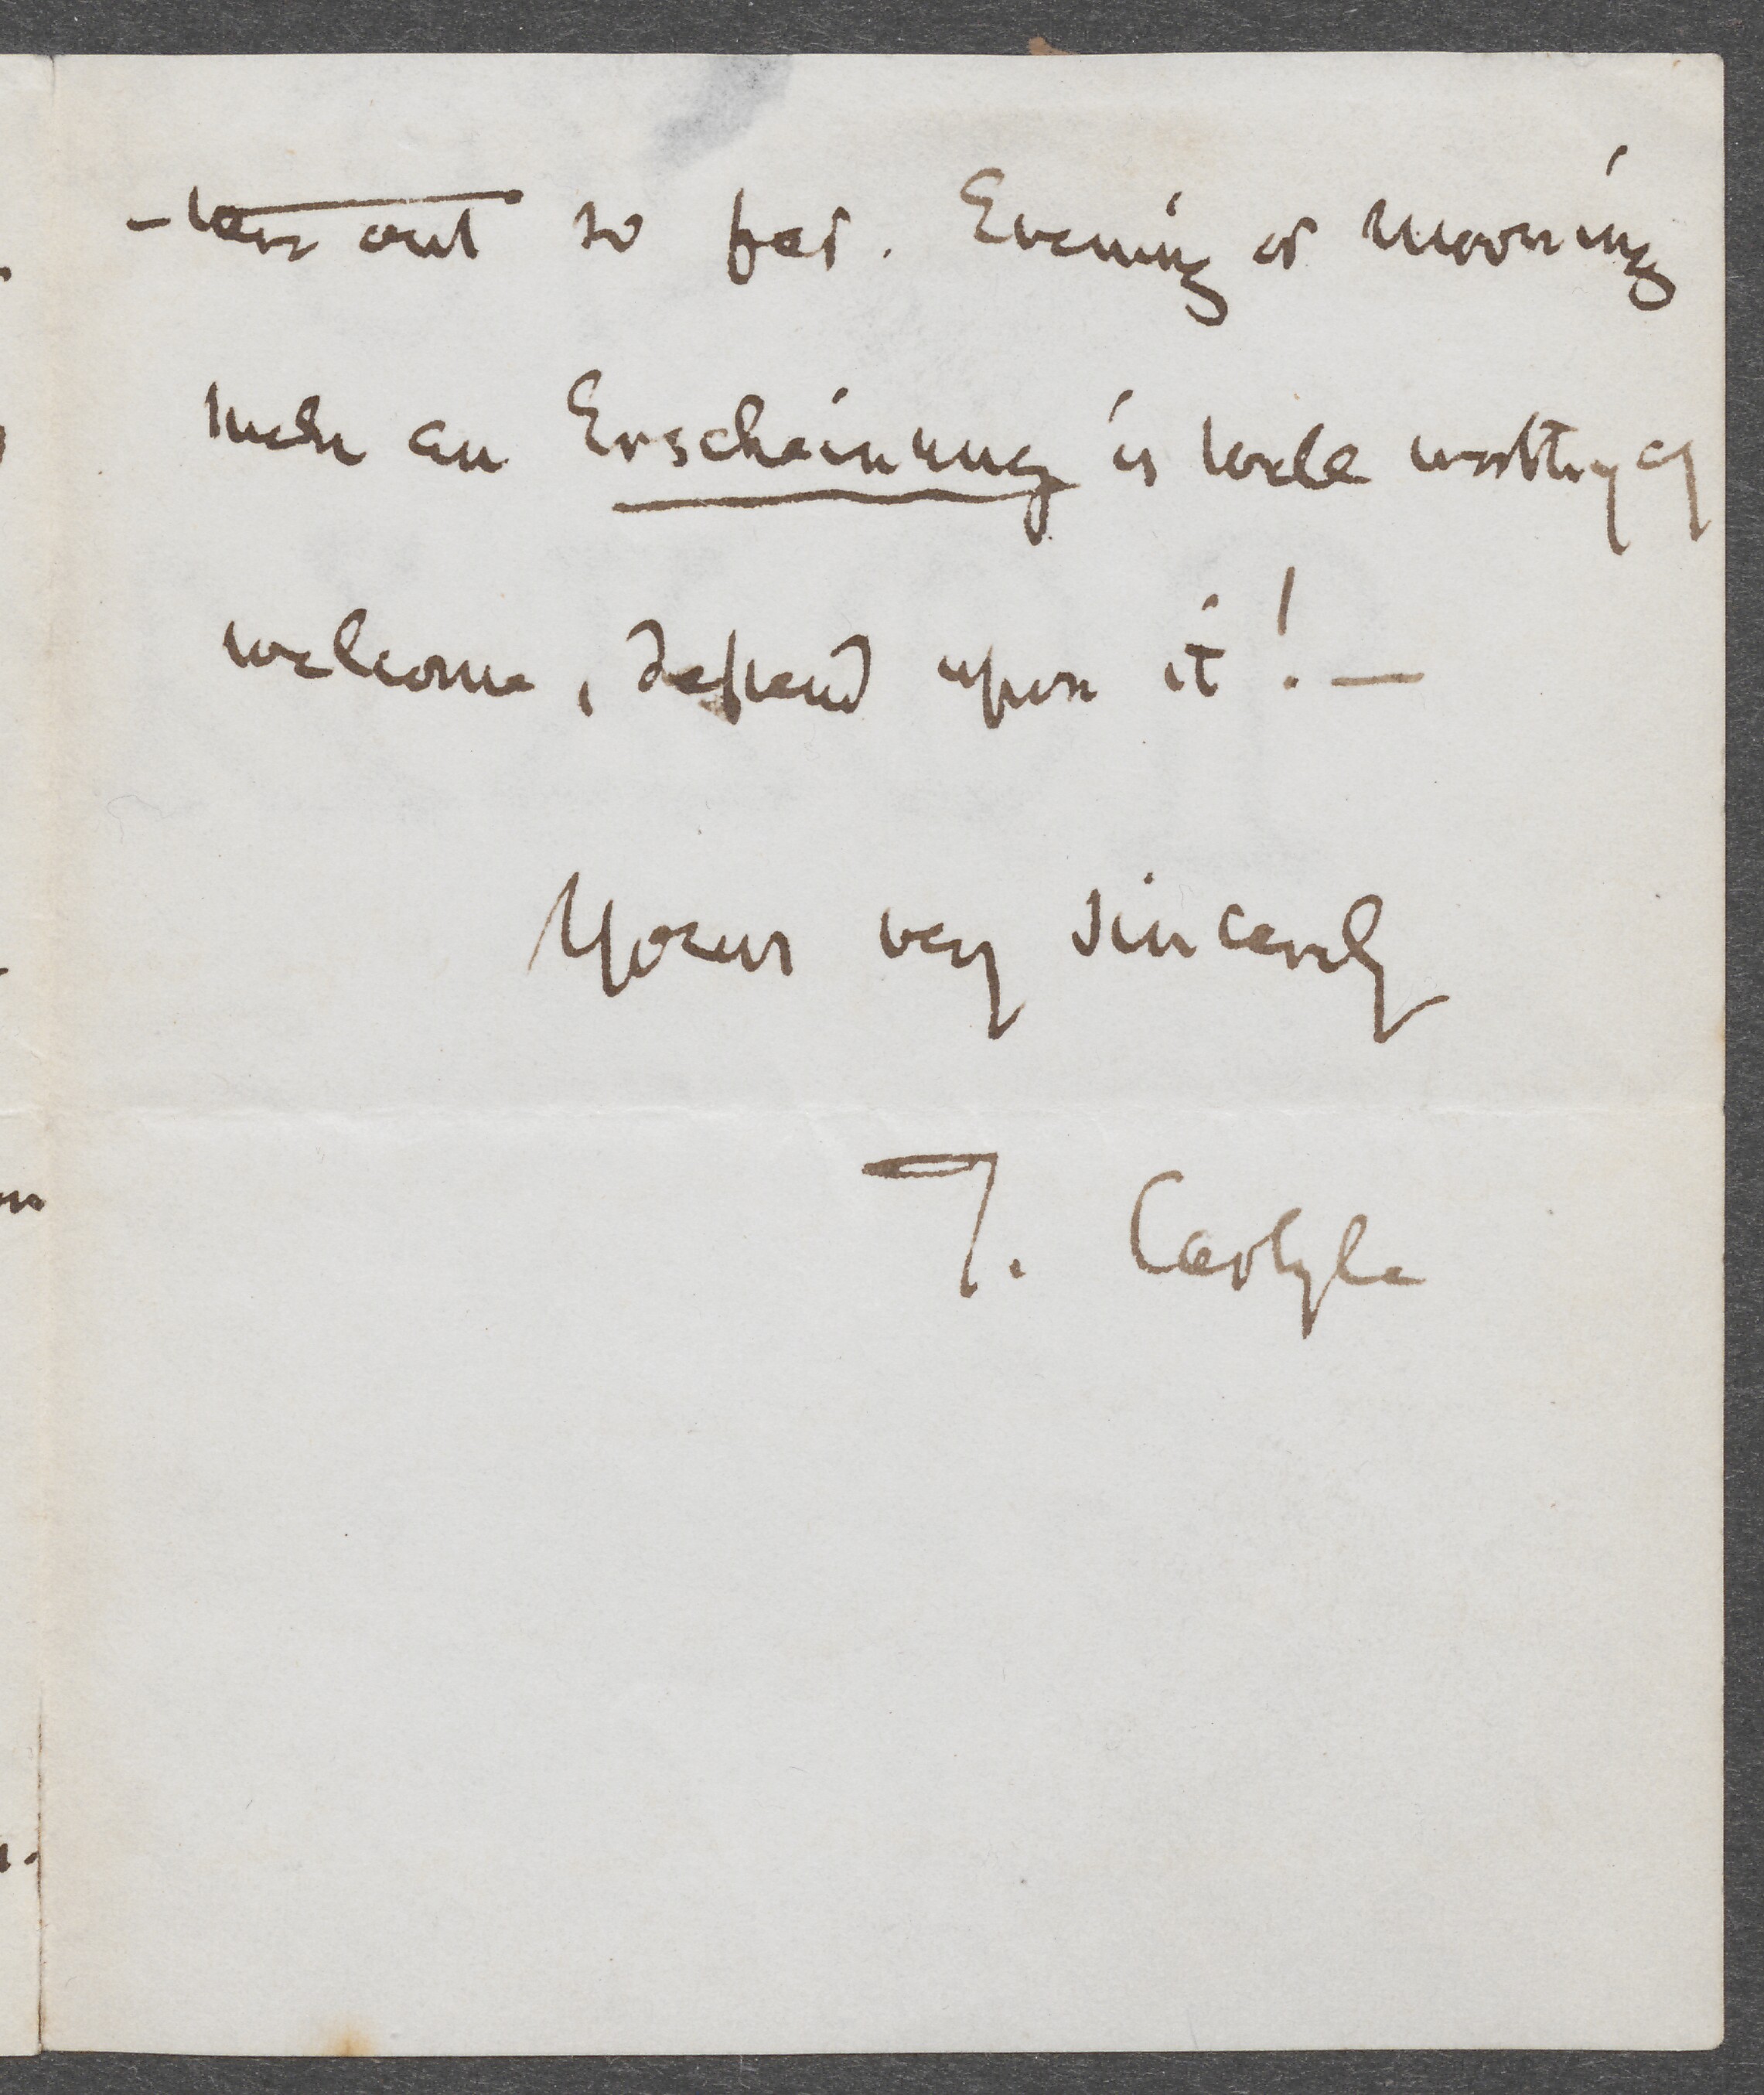 -ture out so far. Evening or Morning
such an Erscheinung is well worthy of
welcome, depend upon it! —
Yours very sincerely
T. Carlyle